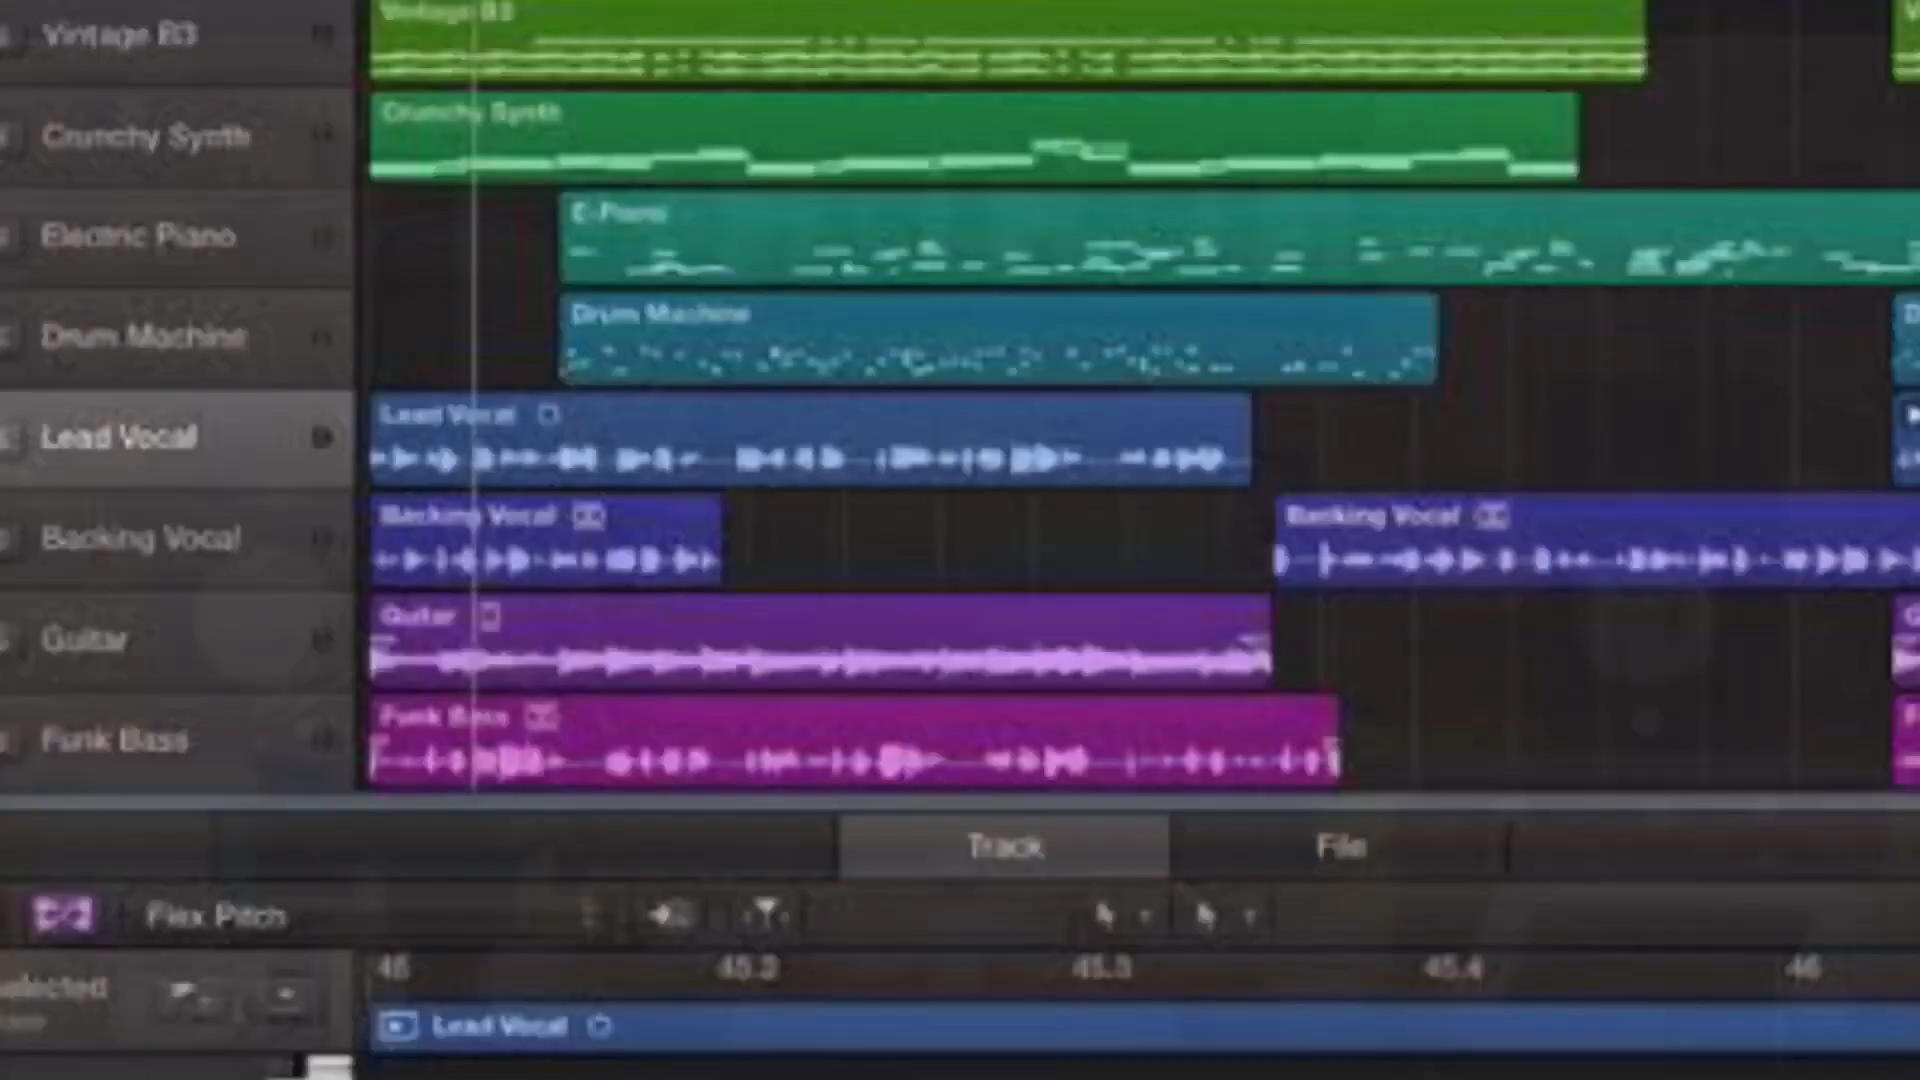 Vintage B3
Vintage B3
Crunchy Synth
Crunchy Synth
Electric Piano
E-Piano
Drum Machine
Drum Machine
Lead Vocal
Lead Vocal
Backing Vocal
Backing Vocal
Backing Vocal
Guitar
Guitar
Funk Bass
Funk Bass
Track
File
Flex Pitch
45.2
45.3
45.4
46
Lead Vocal